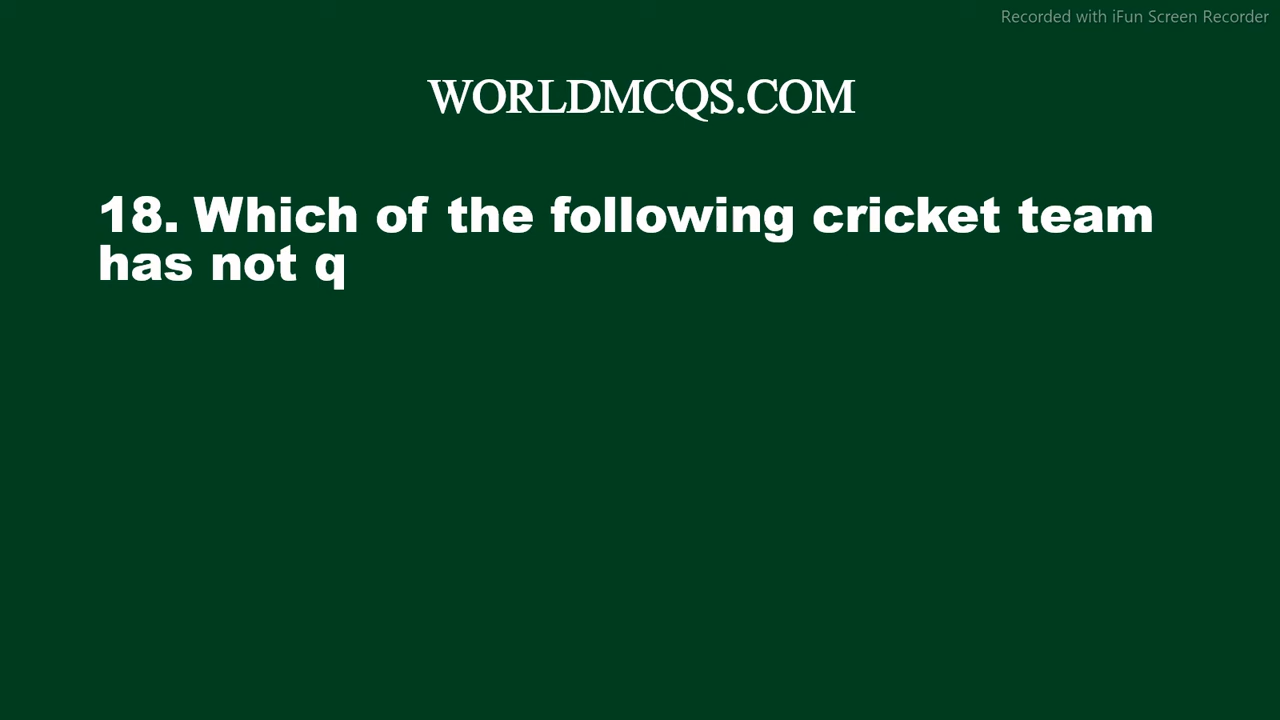 Recorded with iFun Screen Recorder
WORLDMCQS.COM
18. Which of the following cricket team
has not q